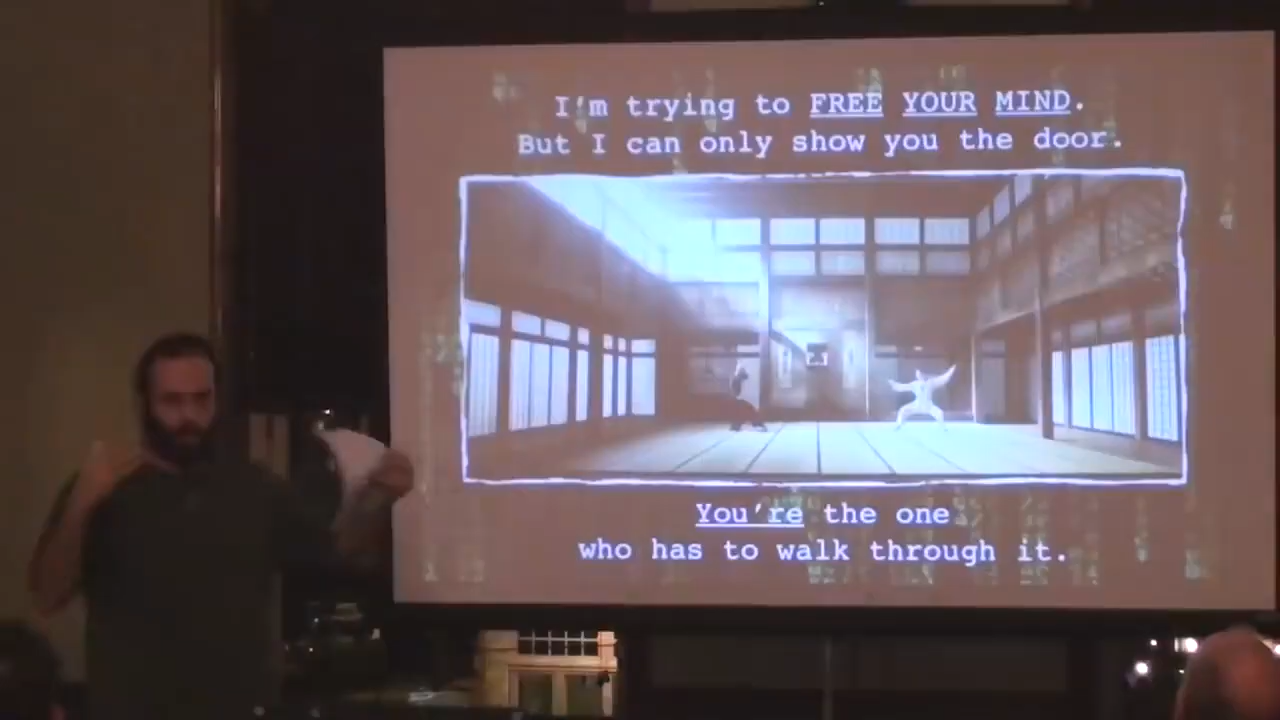 I'm trying to FREE YOUR MIND.
But I can only show you the door.
You're the one
who has to walk through it.